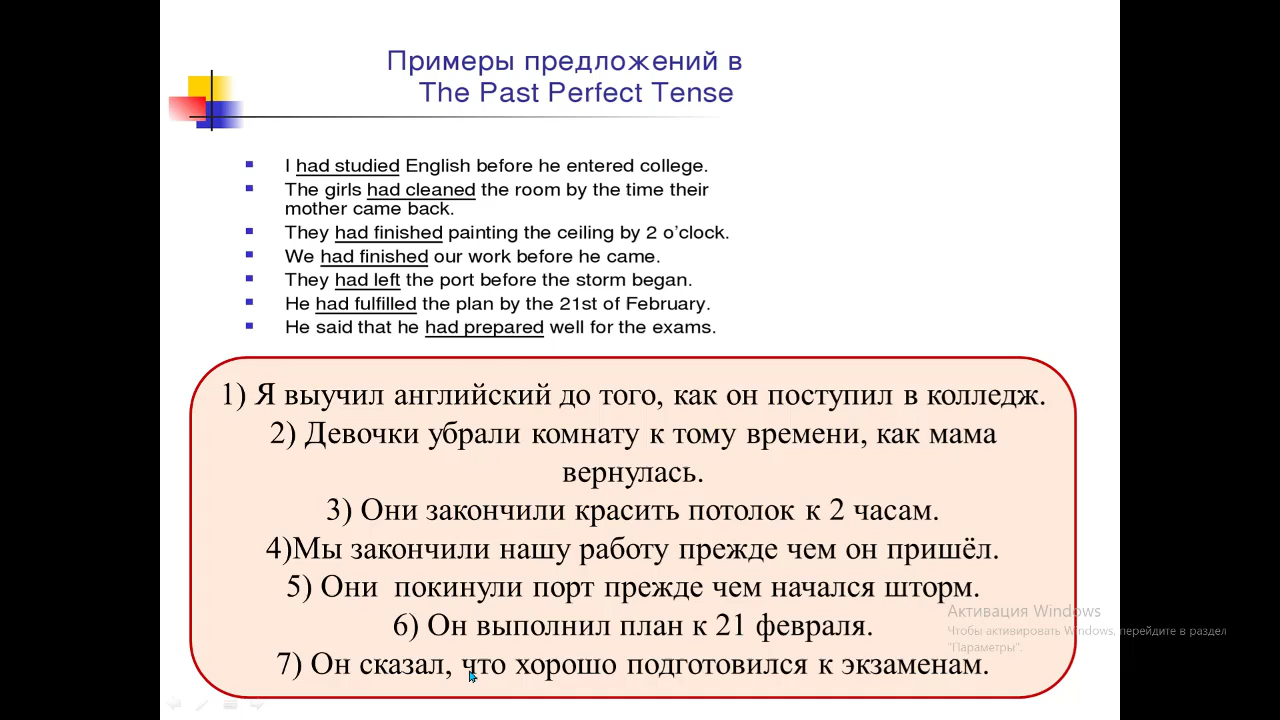 Примеры предложений в
The Past Perfect Tense
I had studied English before he entered college.
The girls had cleaned the room by the time their
mother came back.
They had finished painting the ceiling by 2 o’clock.
We had finished our work before he came.
They had left the port before the storm began.
He had fulfilled the plan by the 21st of February.
He said that he had prepared well for the exams.
1) Я выучил английский до того, как он поступил в колледж.
2) Девочки убрали комнату к тому времени, как мама
вернулась.
3) Они закончили красить потолок к 2 часам.
4)Мы закончили нашу работу прежде чем он пришёл.
5) Они покинули порт прежде чем начался шторм.
6) Он выполнил план к 21 февраля.
7) Он сказал, что хорошо подготовился к экзаменам.
Активация Windows
Чтобы активировать Windows, перейдите в раздел
"Параметры".